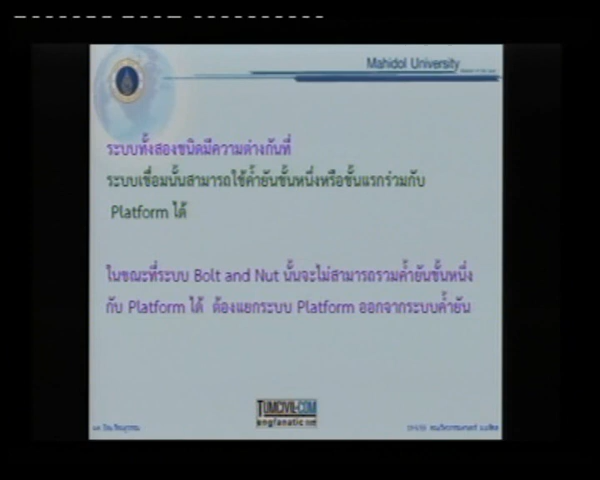 Mahidol University
ระบบทั้งสองชนิดมีความต่างกันที่
ระบบเชื่อมนั้นสามารถใช้ค้ำยันชั้นหนึ่งหรือชั้นแรกร่วมกับ
Platform ได้
ในขณะที่ระบบ Bolt and Nut นั้นจะไม่สามารถรวมค้ำยันชั้นหนึ่ง
กับ Platform ได้ ต้องแยกระบบ Platform ออกจากระบบค้ำยัน
TUMCIVIL.COM
engfanatic